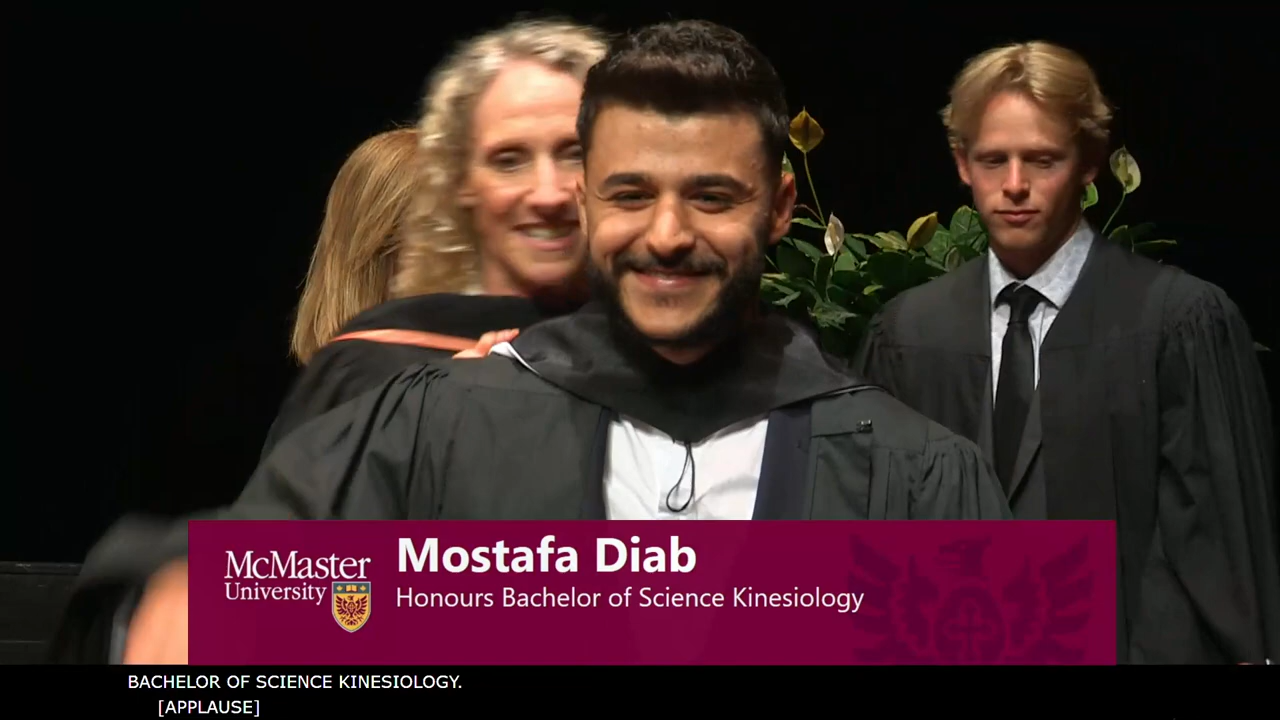 McMaster
University
Mostafa Diab
Honours Bachelor of Science Kinesiology
BACHELOR OF SCIENCE KINESIOLOGY.
[APPLAUSE]